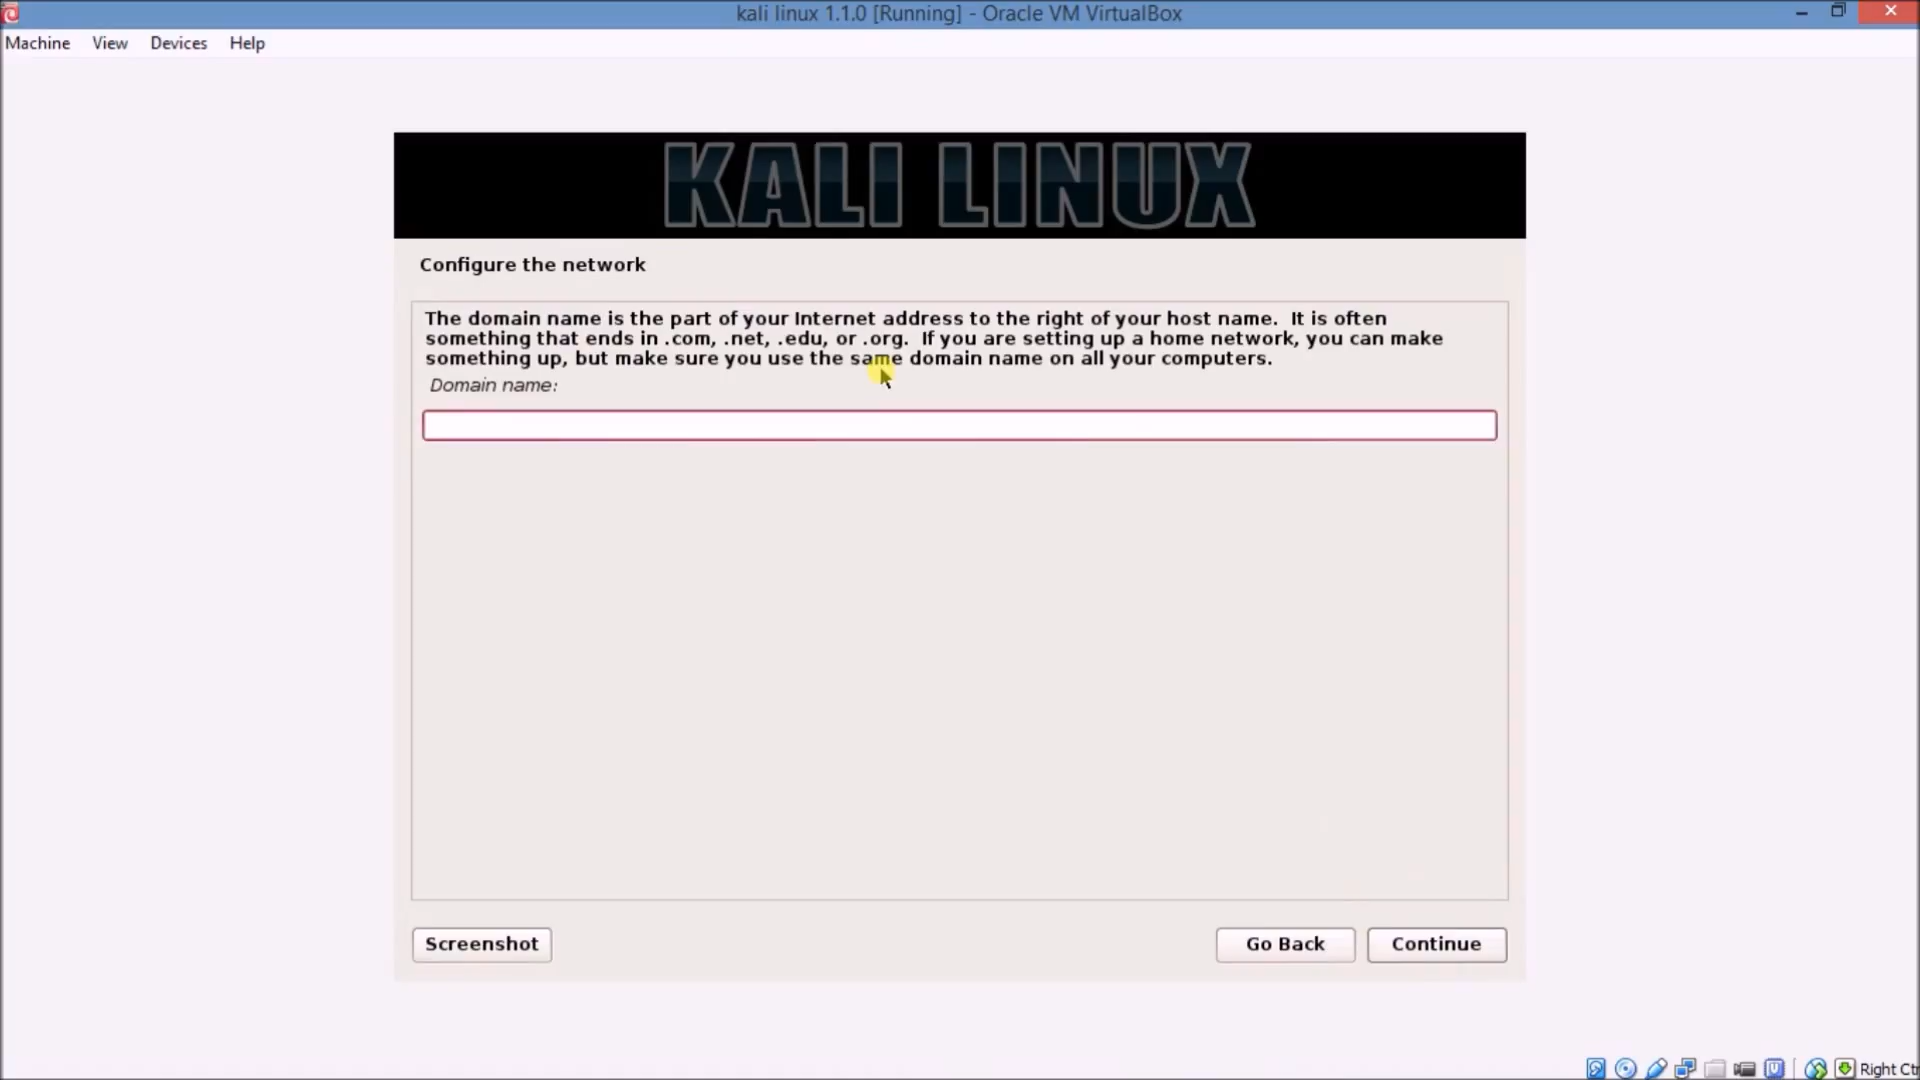 kali linux 1.1.0 [Running] - Oracle VM VirtualBox
Machine View Devices Help
KALI LINUX
Configure the network
The domain name is the part of your Internet address to the right of your host name.  It is often
something that ends in .com, .net, .edu, or .org.  If you are setting up a home network, you can make
something up, but make sure you use the same domain name on all your computers.
Domain name:
Screenshot
Go Back
Continue
Right Ctr